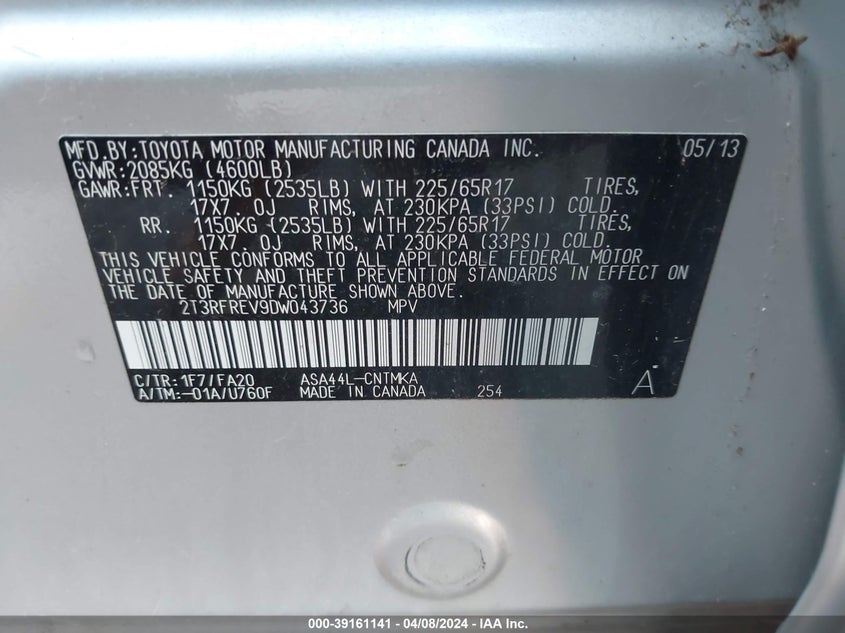 MFD.BY:TOYOTA MOTOR MANUFACTURING CANADA INC. 05/13
GVWR:2085KG (4600LB)
GAWR:FRT. 1150KG (2535LB) WITH 225/65R17 TIRES,
17X7.0J RIMS, AT 230KPA (33PSI) COLD.
RR. 1150KG (2535LB) WITH 225/65R17 TIRES,
17X7.0J RIMS, AT 230KPA (33PSI) COLD.
THIS VEHICLE CONFORMS TO ALL APPLICABLE FEDERAL MOTOR
VEHICLE SAFETY AND THEFT PREVENTION STANDARDS IN EFFECT ON
THE DATE OF MANUFACTURE SHOWN ABOVE.
2T3RFREV9DW043736 MPV
C/TR:1F7/FA20 ASA44L-CNTMKA
A/TM:-01A/U760F MADE IN CANADA 254 A
000-39161141 - 04/08/2024 - IAA Inc.